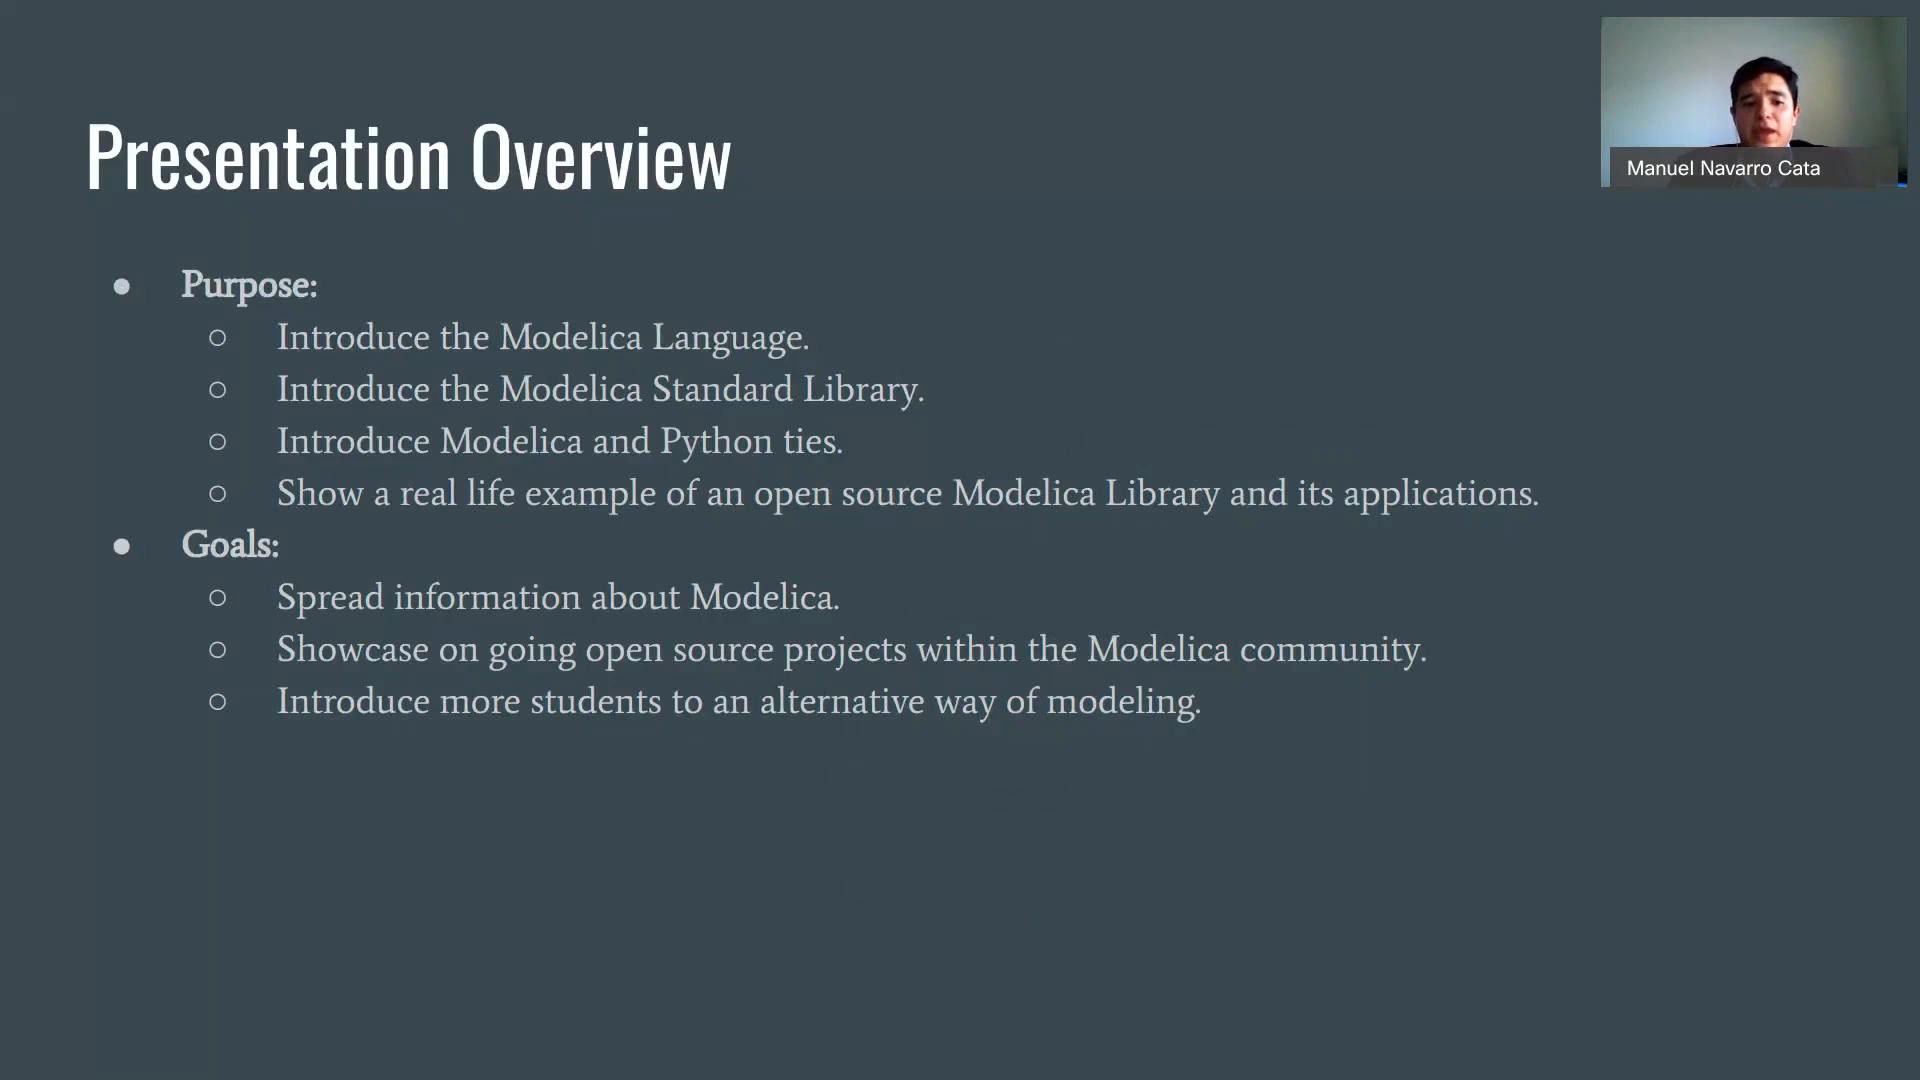 Presentation Overview
Manuel Navarro Cata
● Purpose:
○ Introduce the Modelica Language.
○ Introduce the Modelica Standard Library.
○ Introduce Modelica and Python ties.
○ Show a real life example of an open source Modelica Library and its applications.
● Goals:
○ Spread information about Modelica.
○ Showcase on going open source projects within the Modelica community.
○ Introduce more students to an alternative way of modeling.